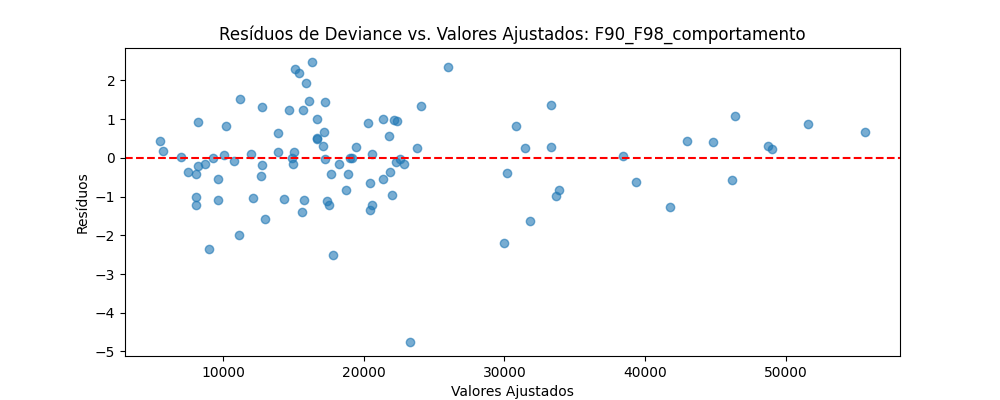 Resíduos de Deviance vs. Valores Ajustados: F90_F98_comportamento
Resíduos
2
1
0
−1
−2
−3
−4
−5
10000 20000 30000 40000 50000
Valores Ajustados